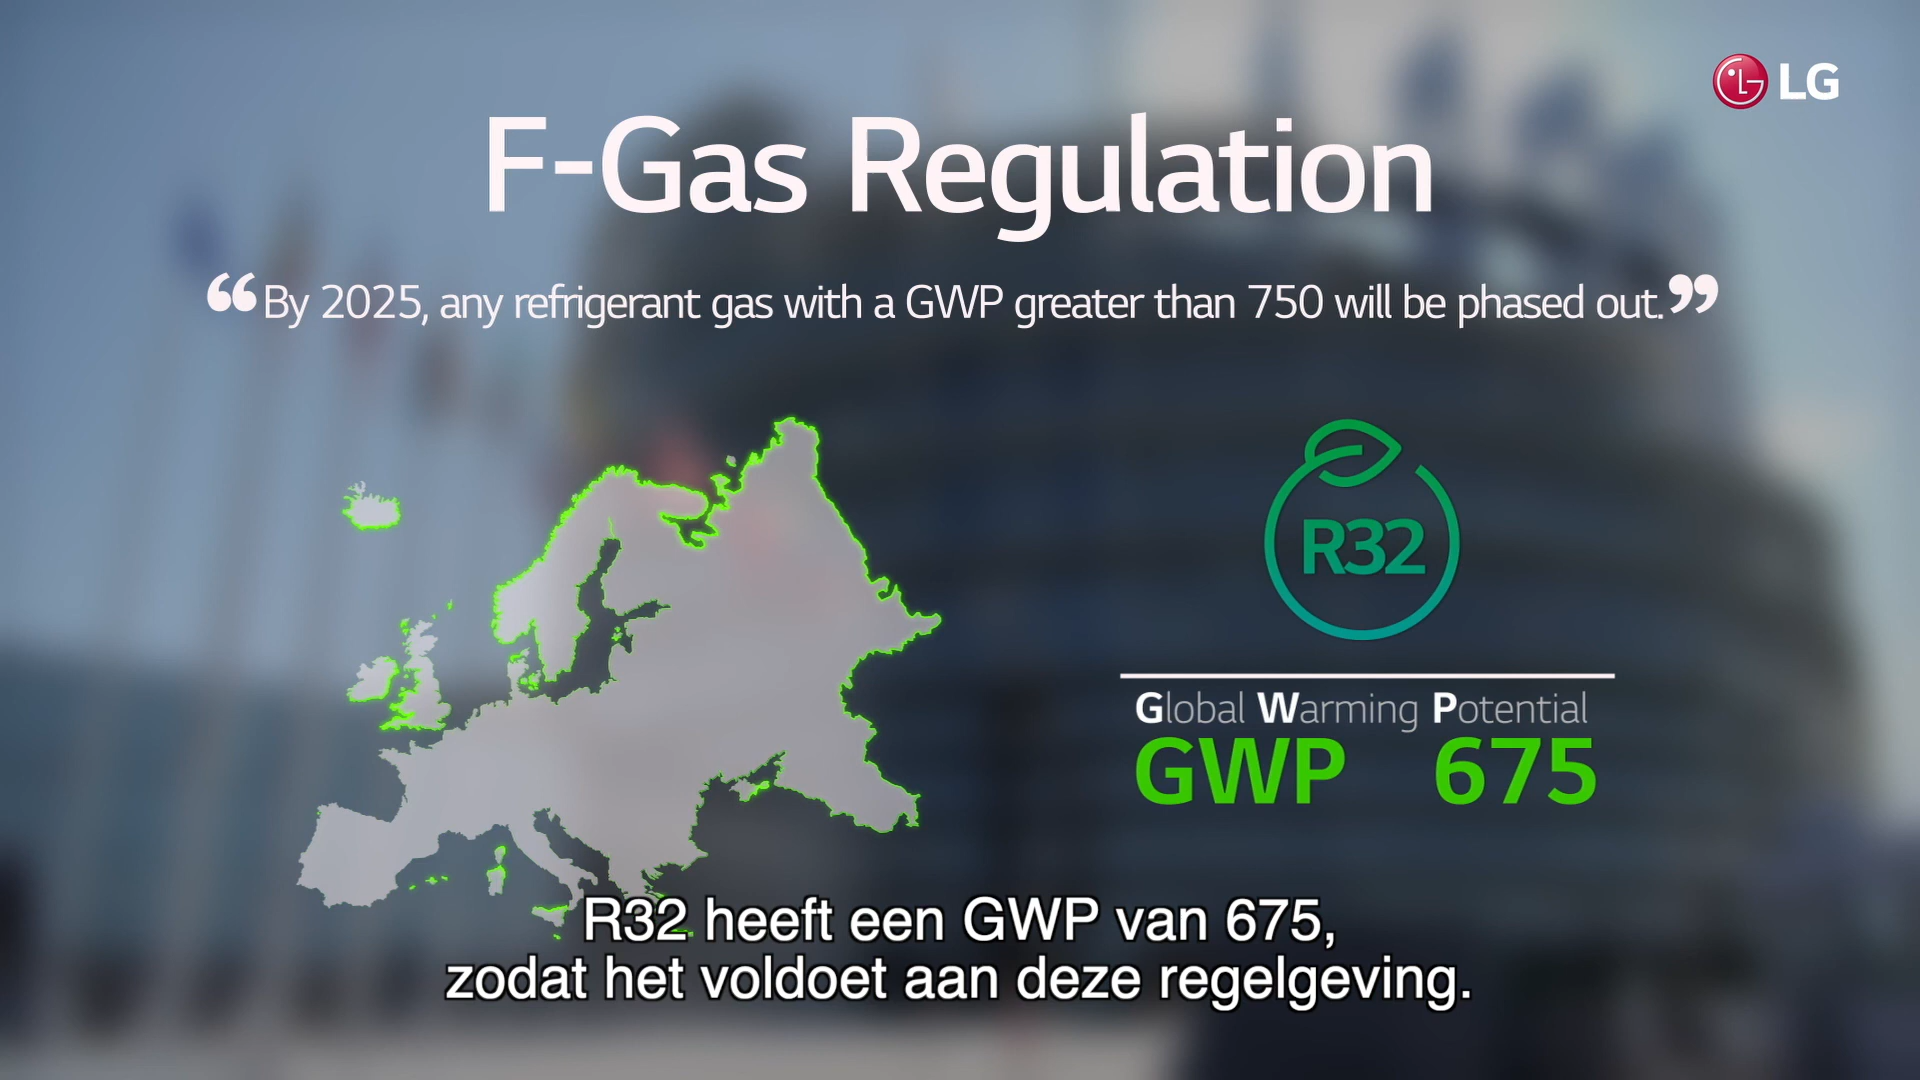 LG
F-Gas Regulation
“By 2025, any refrigerant gas with a GWP greater than 750 will be phased out.”
R32
Global Warming Potential
GWP 675
R32 heeft een GWP van 675,
zodat het voldoet aan deze regelgeving.